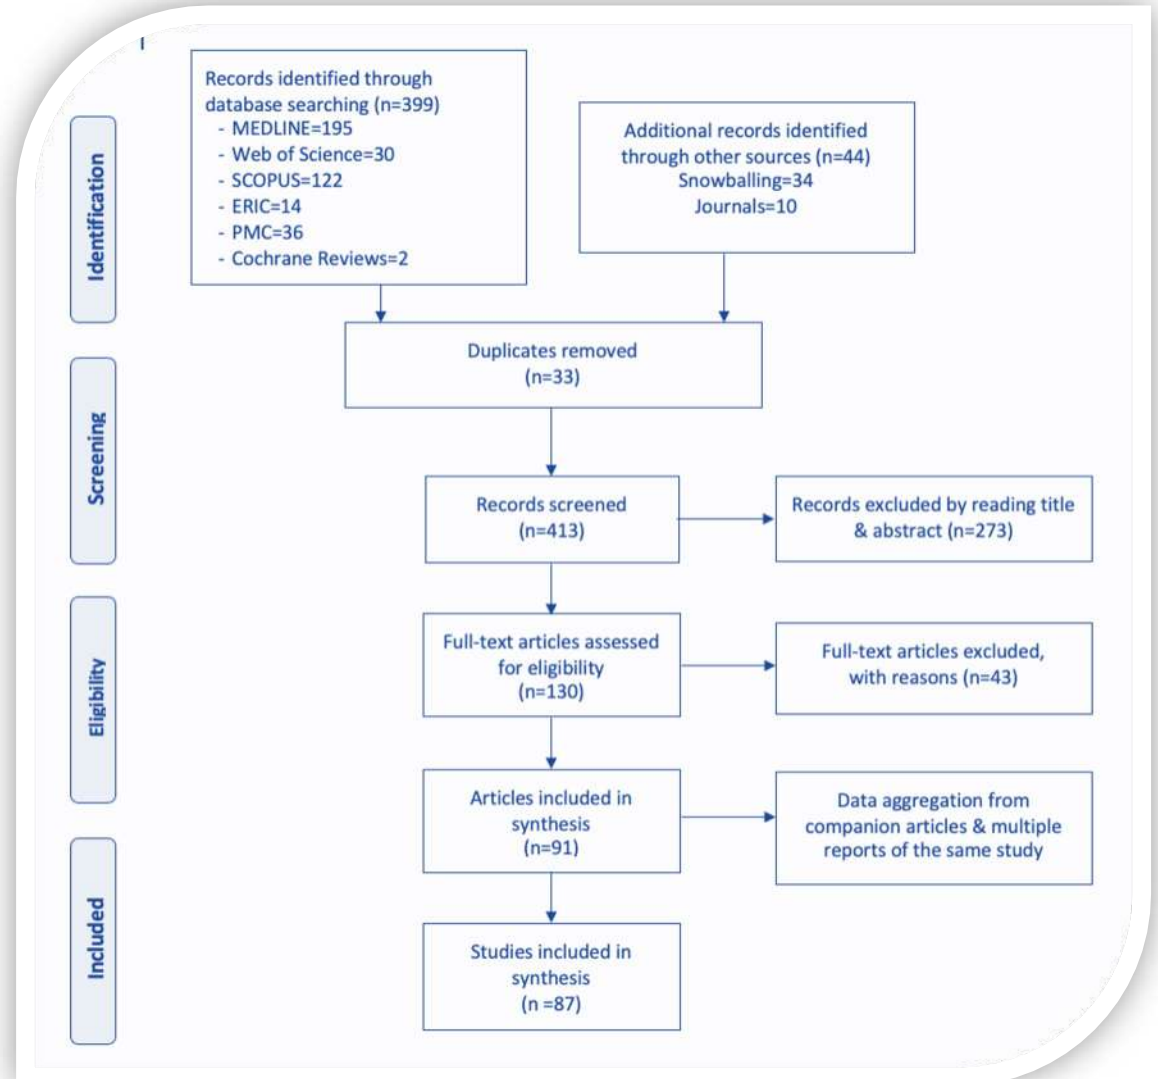 Identification
Records identified through
database searching (n=399)
- MEDLINE=195
- Web of Science=30
- SCOPUS=122
- ERIC=14
- PMC=36
- Cochrane Reviews=2
Additional records identified
through other sources (n=44)
Snowballing=34
Journals=10
Duplicates removed
(n=33)
Screening
Records screened
(n=413)
Records excluded by reading title
& abstract (n=273)
Eligibility
Full-text articles assessed
for eligibility
(n=130)
Full-text articles excluded,
with reasons (n=43)
Articles included in
synthesis
(n=91)
Data aggregation from
companion articles & multiple
reports of the same study
Included
Studies included in
synthesis
(n =87)